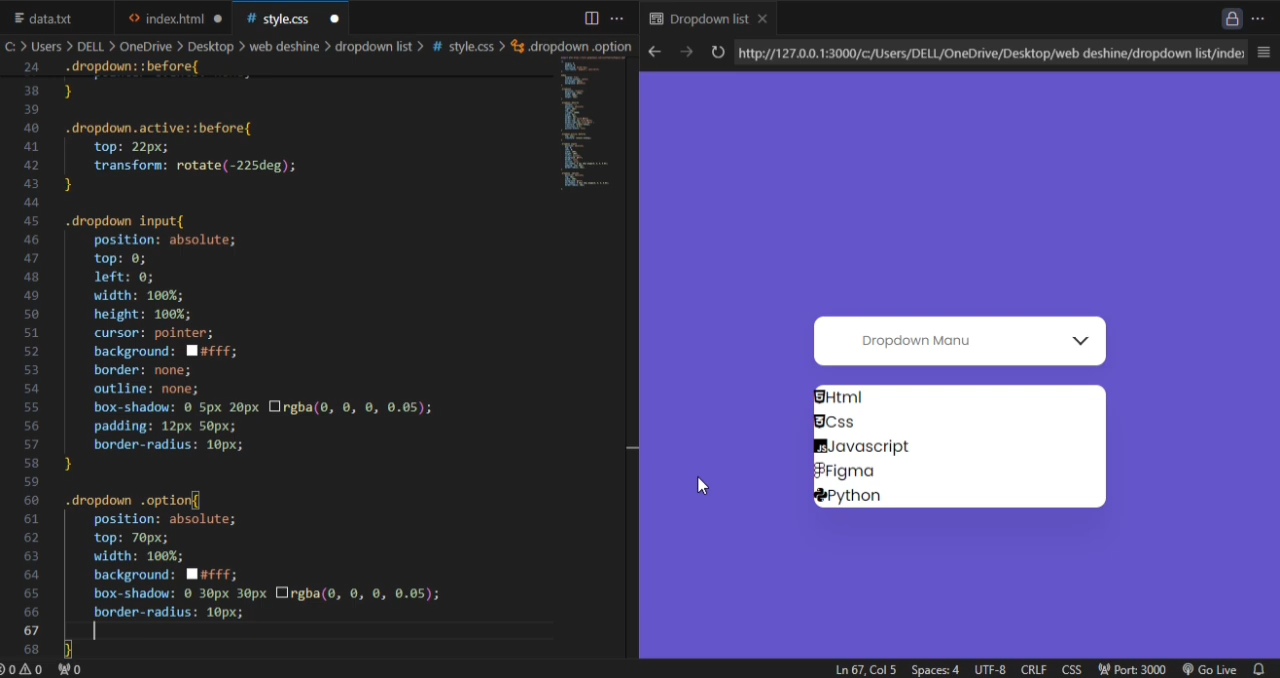 data.txt
index.html
style.css
C: > Users > DELL > OneDrive > Desktop > web deshine > dropdown list > # style.css > .dropdown .option
24 .dropdown::before{
38 }
39
40 .dropdown.active::before{
41 top: 22px;
42 transform: rotate(-225deg);
43 }
44
45 .dropdown input{
46 position: absolute;
47 top: 0;
48 left: 0;
49 width: 100%;
50 height: 100%;
51 cursor: pointer;
52 background: #fff;
53 border: none;
54 outline: none;
55 box-shadow: 0 5px 20px rgba(0, 0, 0, 0.05);
56 padding: 12px 50px;
57 border-radius: 10px;
58 }
59
60 .dropdown .option{
61 position: absolute;
62 top: 70px;
63 width: 100%;
64 background: #fff;
65 box-shadow: 0 30px 30px rgba(0, 0, 0, 0.05);
66 border-radius: 10px;
67
68 }
Dropdown list
http://127.0.0.1:3000/c:/Users/DELL/OneDrive/Desktop/web deshine/dropdown list/index
Dropdown Manu
Html
Css
Javascript
Figma
Python
0 0 0 Ln 67, Col 5 Spaces: 4 UTF-8 CRLF CSS Port: 3000 Go Live